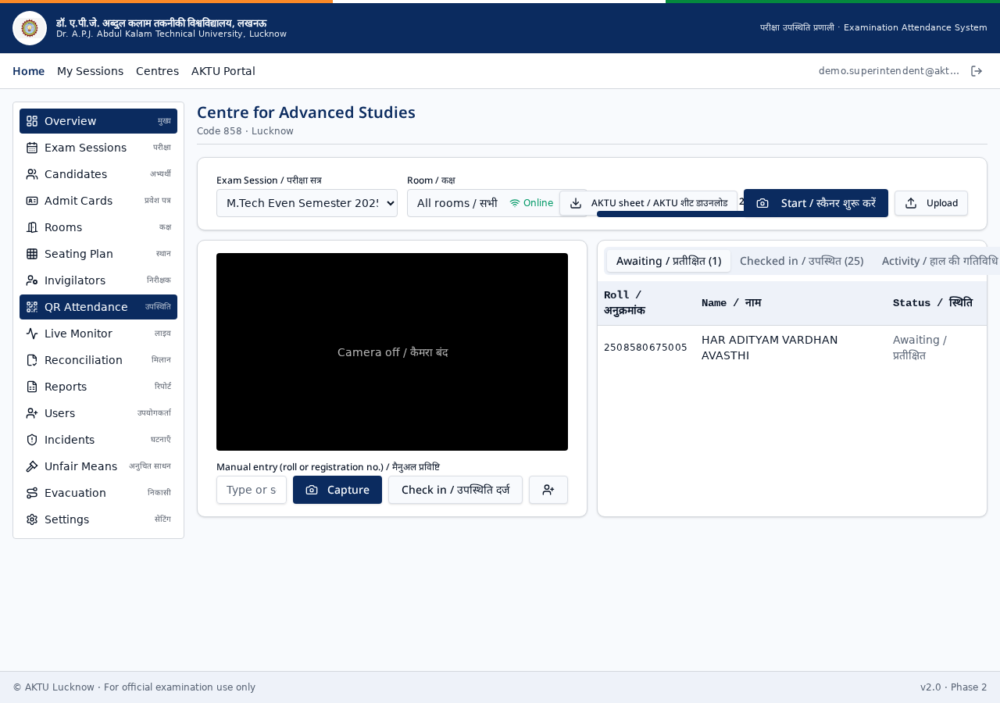 डॉ. ए.पी.जे. अब्दुल कलाम तकनीकी विश्वविद्यालय, लखनऊ
Dr. A.P.J. Abdul Kalam Technical University, Lucknow
परीक्षा उपस्थिति प्रणाली · Examination Attendance System
Home My Sessions Centres AKTU Portal
demo.superintendent@akt...
Overview मुख्य
Exam Sessions परीक्षा
Candidates अभ्यर्थी
Admit Cards प्रवेश पत्र
Rooms कक्ष
Seating Plan स्थान
Invigilators निरीक्षक
QR Attendance उपस्थिति
Live Monitor लाइव
Reconciliation मिलान
Reports रिपोर्ट
Users उपयोगकर्ता
Incidents घटनाएँ
Unfair Means अनुचित साधन
Evacuation निकासी
Settings सेटिंग
Centre for Advanced Studies
Code 858 · Lucknow
Exam Session / परीक्षा सत्र
Room / कक्ष
M.Tech Even Semester 2025
All rooms / सभी
Online
AKTU sheet / AKTU शीट डाउनलोड
2
Start / स्कैनर शुरू करें
Upload
Camera off / कैमरा बंद
Manual entry (roll or registration no.) / मैनुअल प्रविष्टि
Type or s
Capture
Check in / उपस्थिति दर्ज
Awaiting / प्रतीक्षित (1)
Checked in / उपस्थित (25)
Activity / हाल की गतिविधि
Roll /
अनुक्रमांक
Name / नाम
Status / स्थिति
2508580675005
HAR ADITYAM VARDHAN
AVASTHI
Awaiting /
प्रतीक्षित
© AKTU Lucknow · For official examination use only
v2.0 · Phase 2